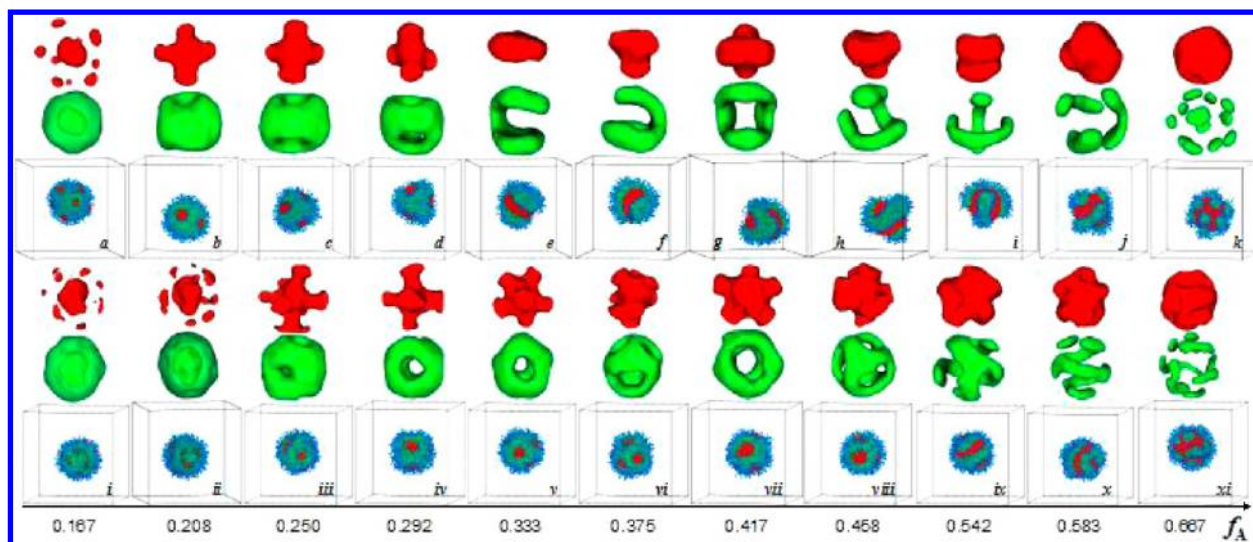 a b c d e f g h i j k
i ii iii iv v vi vii viii ix x xi
0.167 0.208 0.250 0.292 0.333 0.375 0.417 0.458 0.542 0.583 0.667 fA